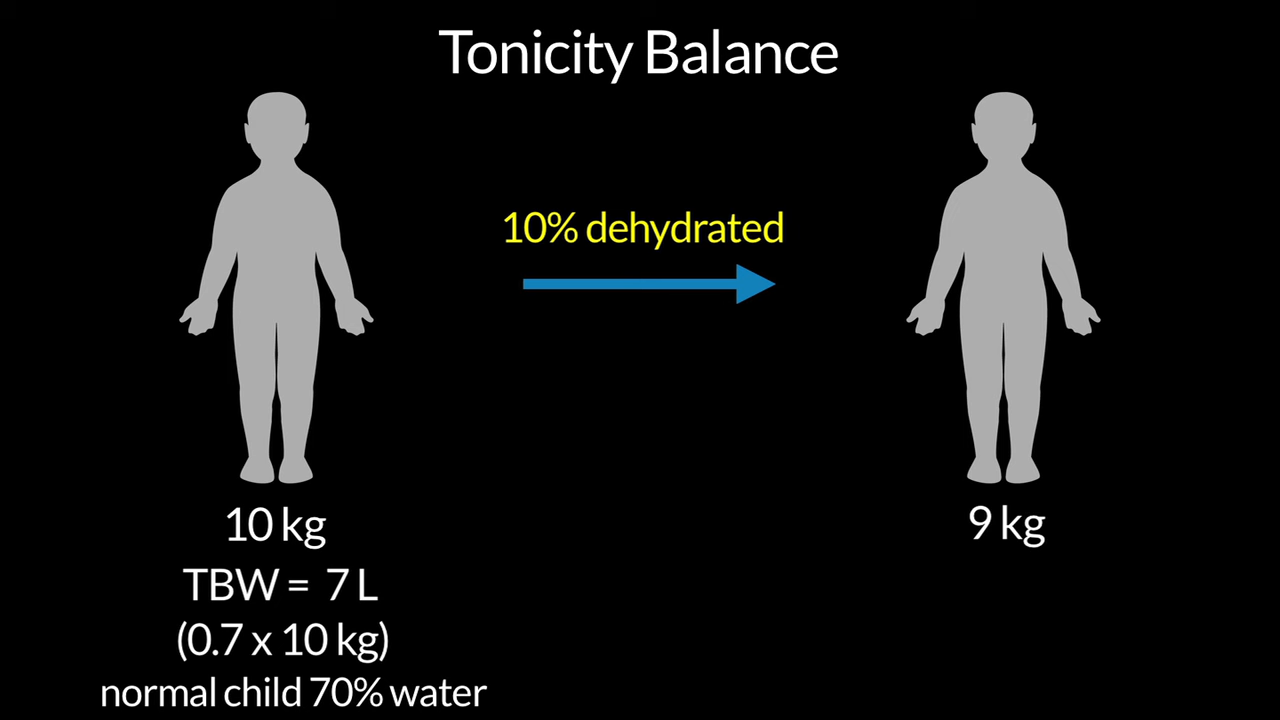 Tonicity Balance
10% dehydrated
10 kg
9 kg
TBW = 7 L
(0.7 x 10 kg)
normal child 70% water